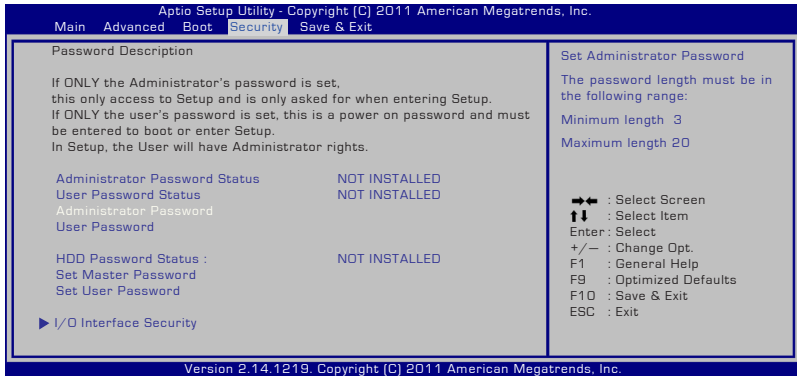 Aptio Setup Utility - Copyright (C) 2011 American Megatrends, Inc.
Main Advanced Boot Security Save & Exit
Password Description
If ONLY the Administrator's password is set,
this only access to Setup and is only asked for when entering Setup.
If ONLY the user's password is set, this is a power on password and must
be entered to boot or enter Setup.
In Setup, the User will have Administrator rights.
Administrator Password Status NOT INSTALLED
User Password Status NOT INSTALLED
Administrator Password
User Password
HDD Password Status : NOT INSTALLED
Set Master Password
Set User Password
I/O Interface Security
Set Administrator Password
The password length must be in
the following range:
Minimum length 3
Maximum length 20
→← : Select Screen
↑↓ : Select Item
Enter : Select
+/— : Change Opt.
F1 : General Help
F9 : Optimized Defaults
F10 : Save & Exit
ESC : Exit
Version 2.14.1219. Copyright (C) 2011 American Megatrends, Inc.